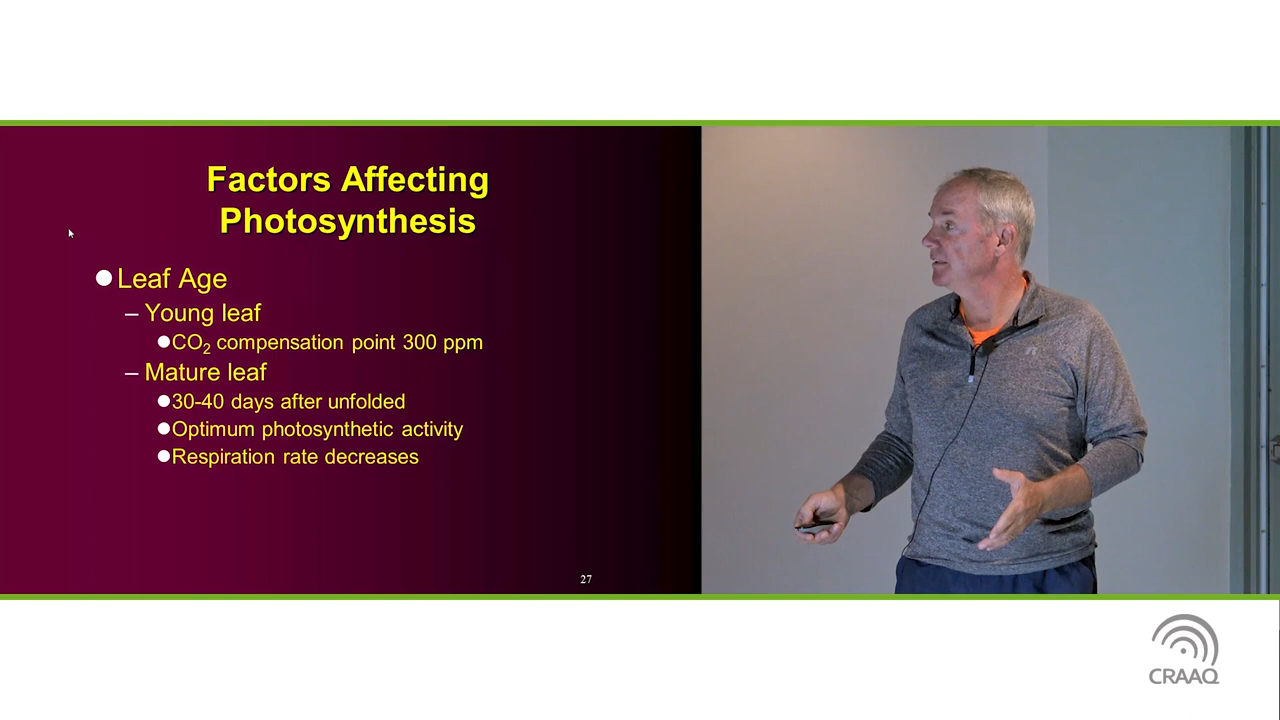 Factors Affecting
Photosynthesis
●Leaf Age
– Young leaf
●CO₂ compensation point 300 ppm
– Mature leaf
●30-40 days after unfolded
●Optimum photosynthetic activity
●Respiration rate decreases
27
CRAAQ